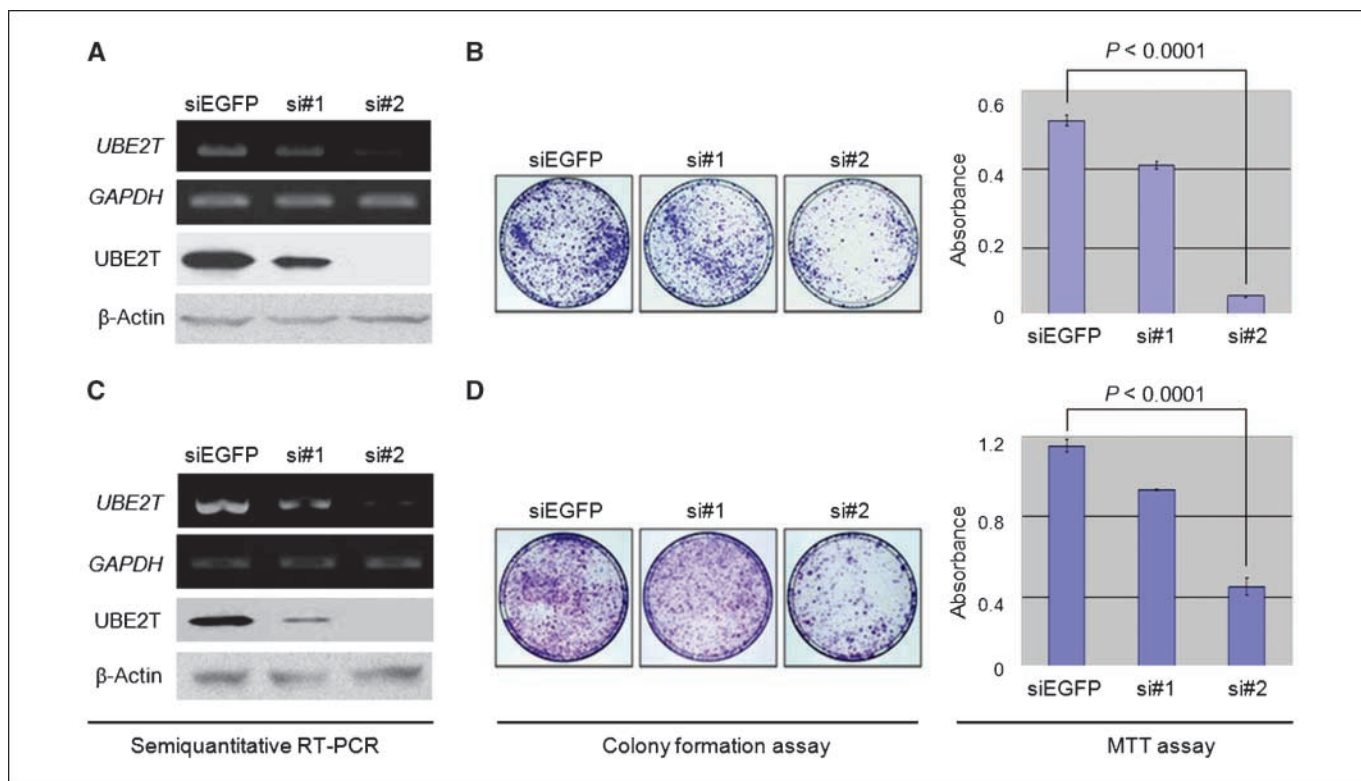 A
siEGFP si#1 si#2
UBE2T
GAPDH
UBE2T
β-Actin
B
siEGFP si#1 si#2
P < 0.0001
Absorbance
0.6
0.4
0.2
0
siEGFP si#1 si#2
C
siEGFP si#1 si#2
UBE2T
GAPDH
UBE2T
β-Actin
Semiquantitative RT-PCR
D
siEGFP si#1 si#2
Colony formation assay
P < 0.0001
Absorbance
1.2
0.8
0.4
0
siEGFP si#1 si#2
MTT assay